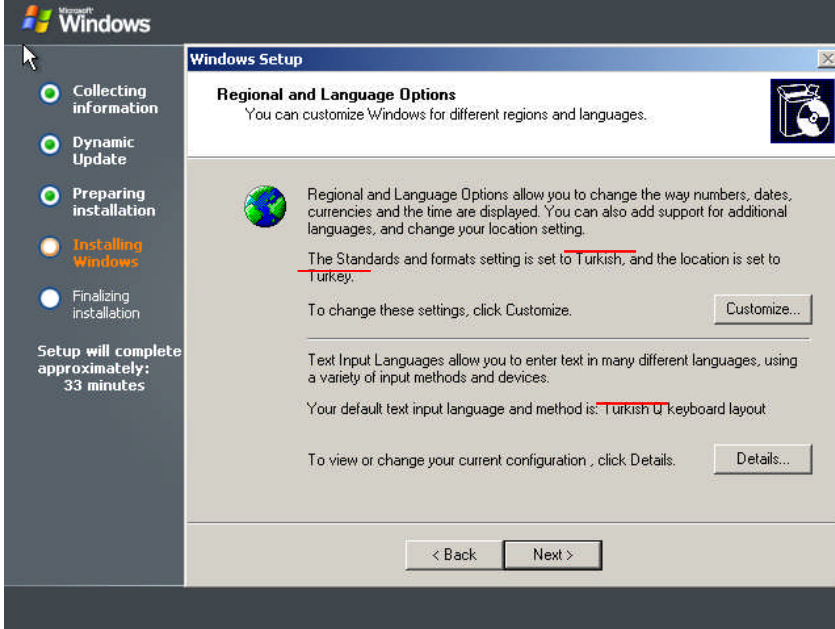 Microsoft
Windows
Windows Setup
Collecting
information
Dynamic
Update
Preparing
installation
Installing
Windows
Finalizing
installation
Setup will complete
approximately:
33 minutes
Regional and Language Options
You can customize Windows for different regions and languages.
Regional and Language Options allow you to change the way numbers, dates,
currencies and the time are displayed. You can also add support for additional
languages, and change your location setting.
The Standards and formats setting is set to Turkish, and the location is set to
Turkey.
To change these settings, click Customize.
Customize...
Text Input Languages allow you to enter text in many different languages, using
a variety of input methods and devices.
Your default text input language and method is: Turkish Q keyboard layout
To view or change your current configuration , click Details.
Details...
< Back
Next >